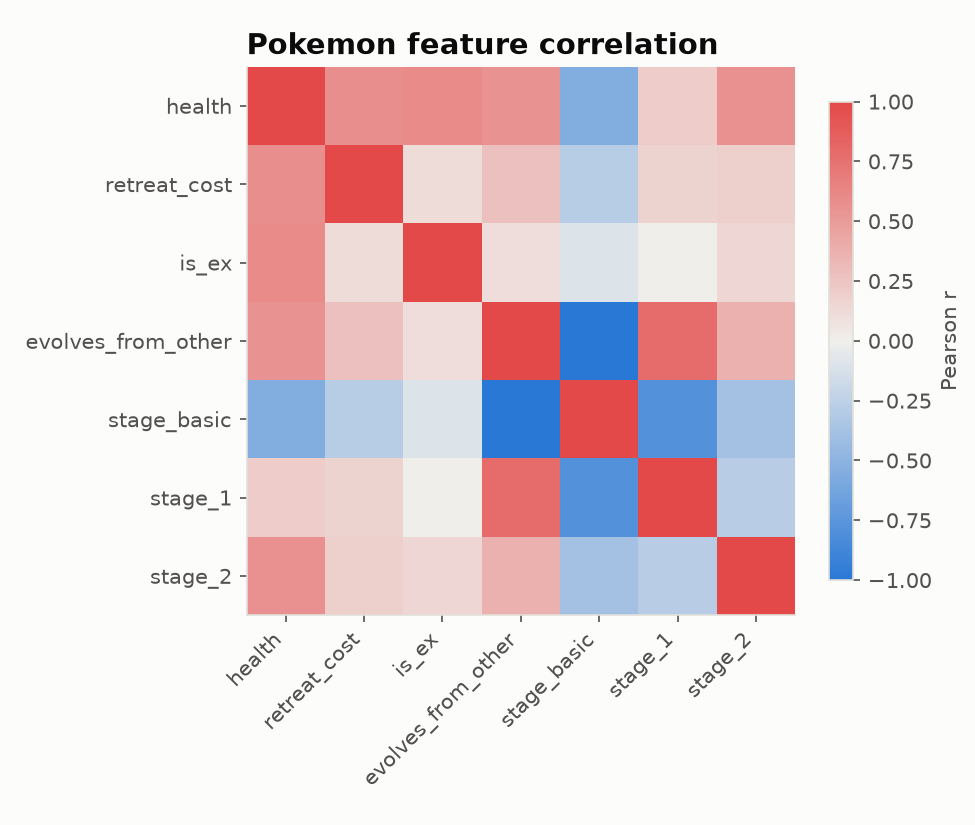 Pokemon feature correlation
health
retreat_cost
is_ex
evolves_from_other
stage_basic
stage_1
stage_2
health
retreat_cost
is_ex
evolves_from_other
stage_basic
stage_1
stage_2
1.00
0.75
0.50
0.25
0.00
−0.25
−0.50
−0.75
−1.00
Pearson r